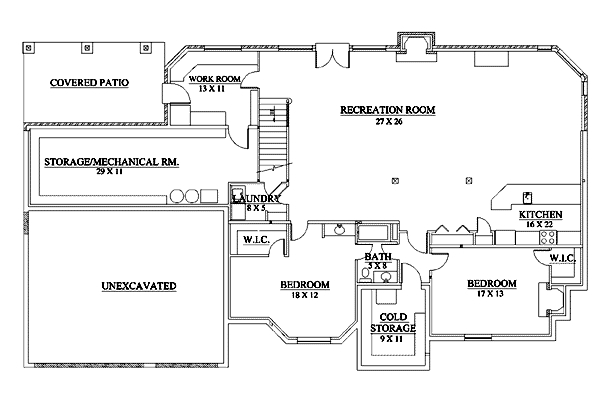 COVERED PATIO
WORK ROOM
13 X 11
RECREATION ROOM
27 X 26
STORAGE/MECHANICAL RM.
29 X 11
LAUNDRY
8 X 5
KITCHEN
16 X 22
W.I.C.
BATH
5 X 8
W.I.C.
UNEXCAVATED
BEDROOM
18 X 12
BEDROOM
17 X 13
COLD
STORAGE
9 X 11